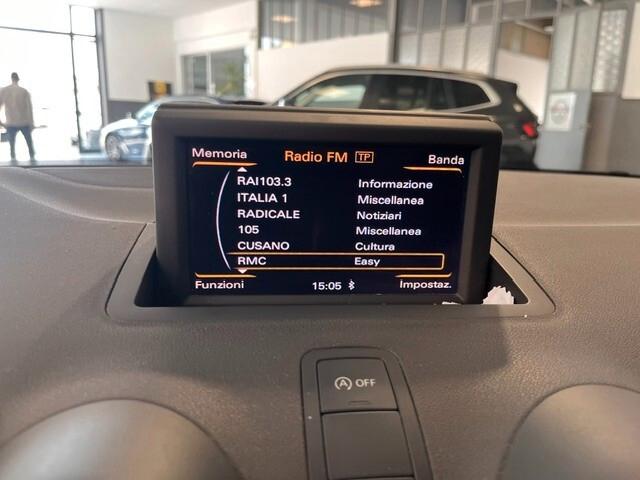 Memoria Radio FM TP Banda
RAI103.3 Informazione
ITALIA 1 Miscellanea
RADICALE Notiziari
105 Miscellanea
CUSANO Cultura
RMC Easy
Funzioni 15:05 Impostaz.
A OFF